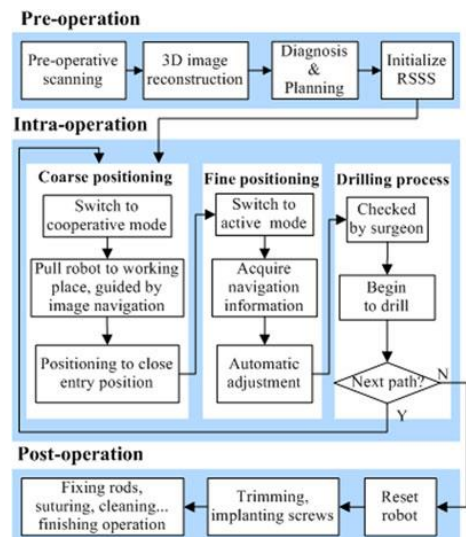 Pre-operation
Pre-operative
scanning
3D image
reconstruction
Diagnosis
&
Planning
Initialize
RSSS
Intra-operation
Coarse positioning
Switch to
cooperative mode
Pull robot to working
place, guided by
image navigation
Positioning to close
entry position
Fine positioning
Switch to
active mode
Acquire
navigation
information
Automatic
adjustment
Drilling process
Checked
by surgeon
Begin
to drill
Next path?
N
Y
Post-operation
Fixing rods,
suturing, cleaning...
finishing operation
Trimming,
implanting screws
Reset
robot